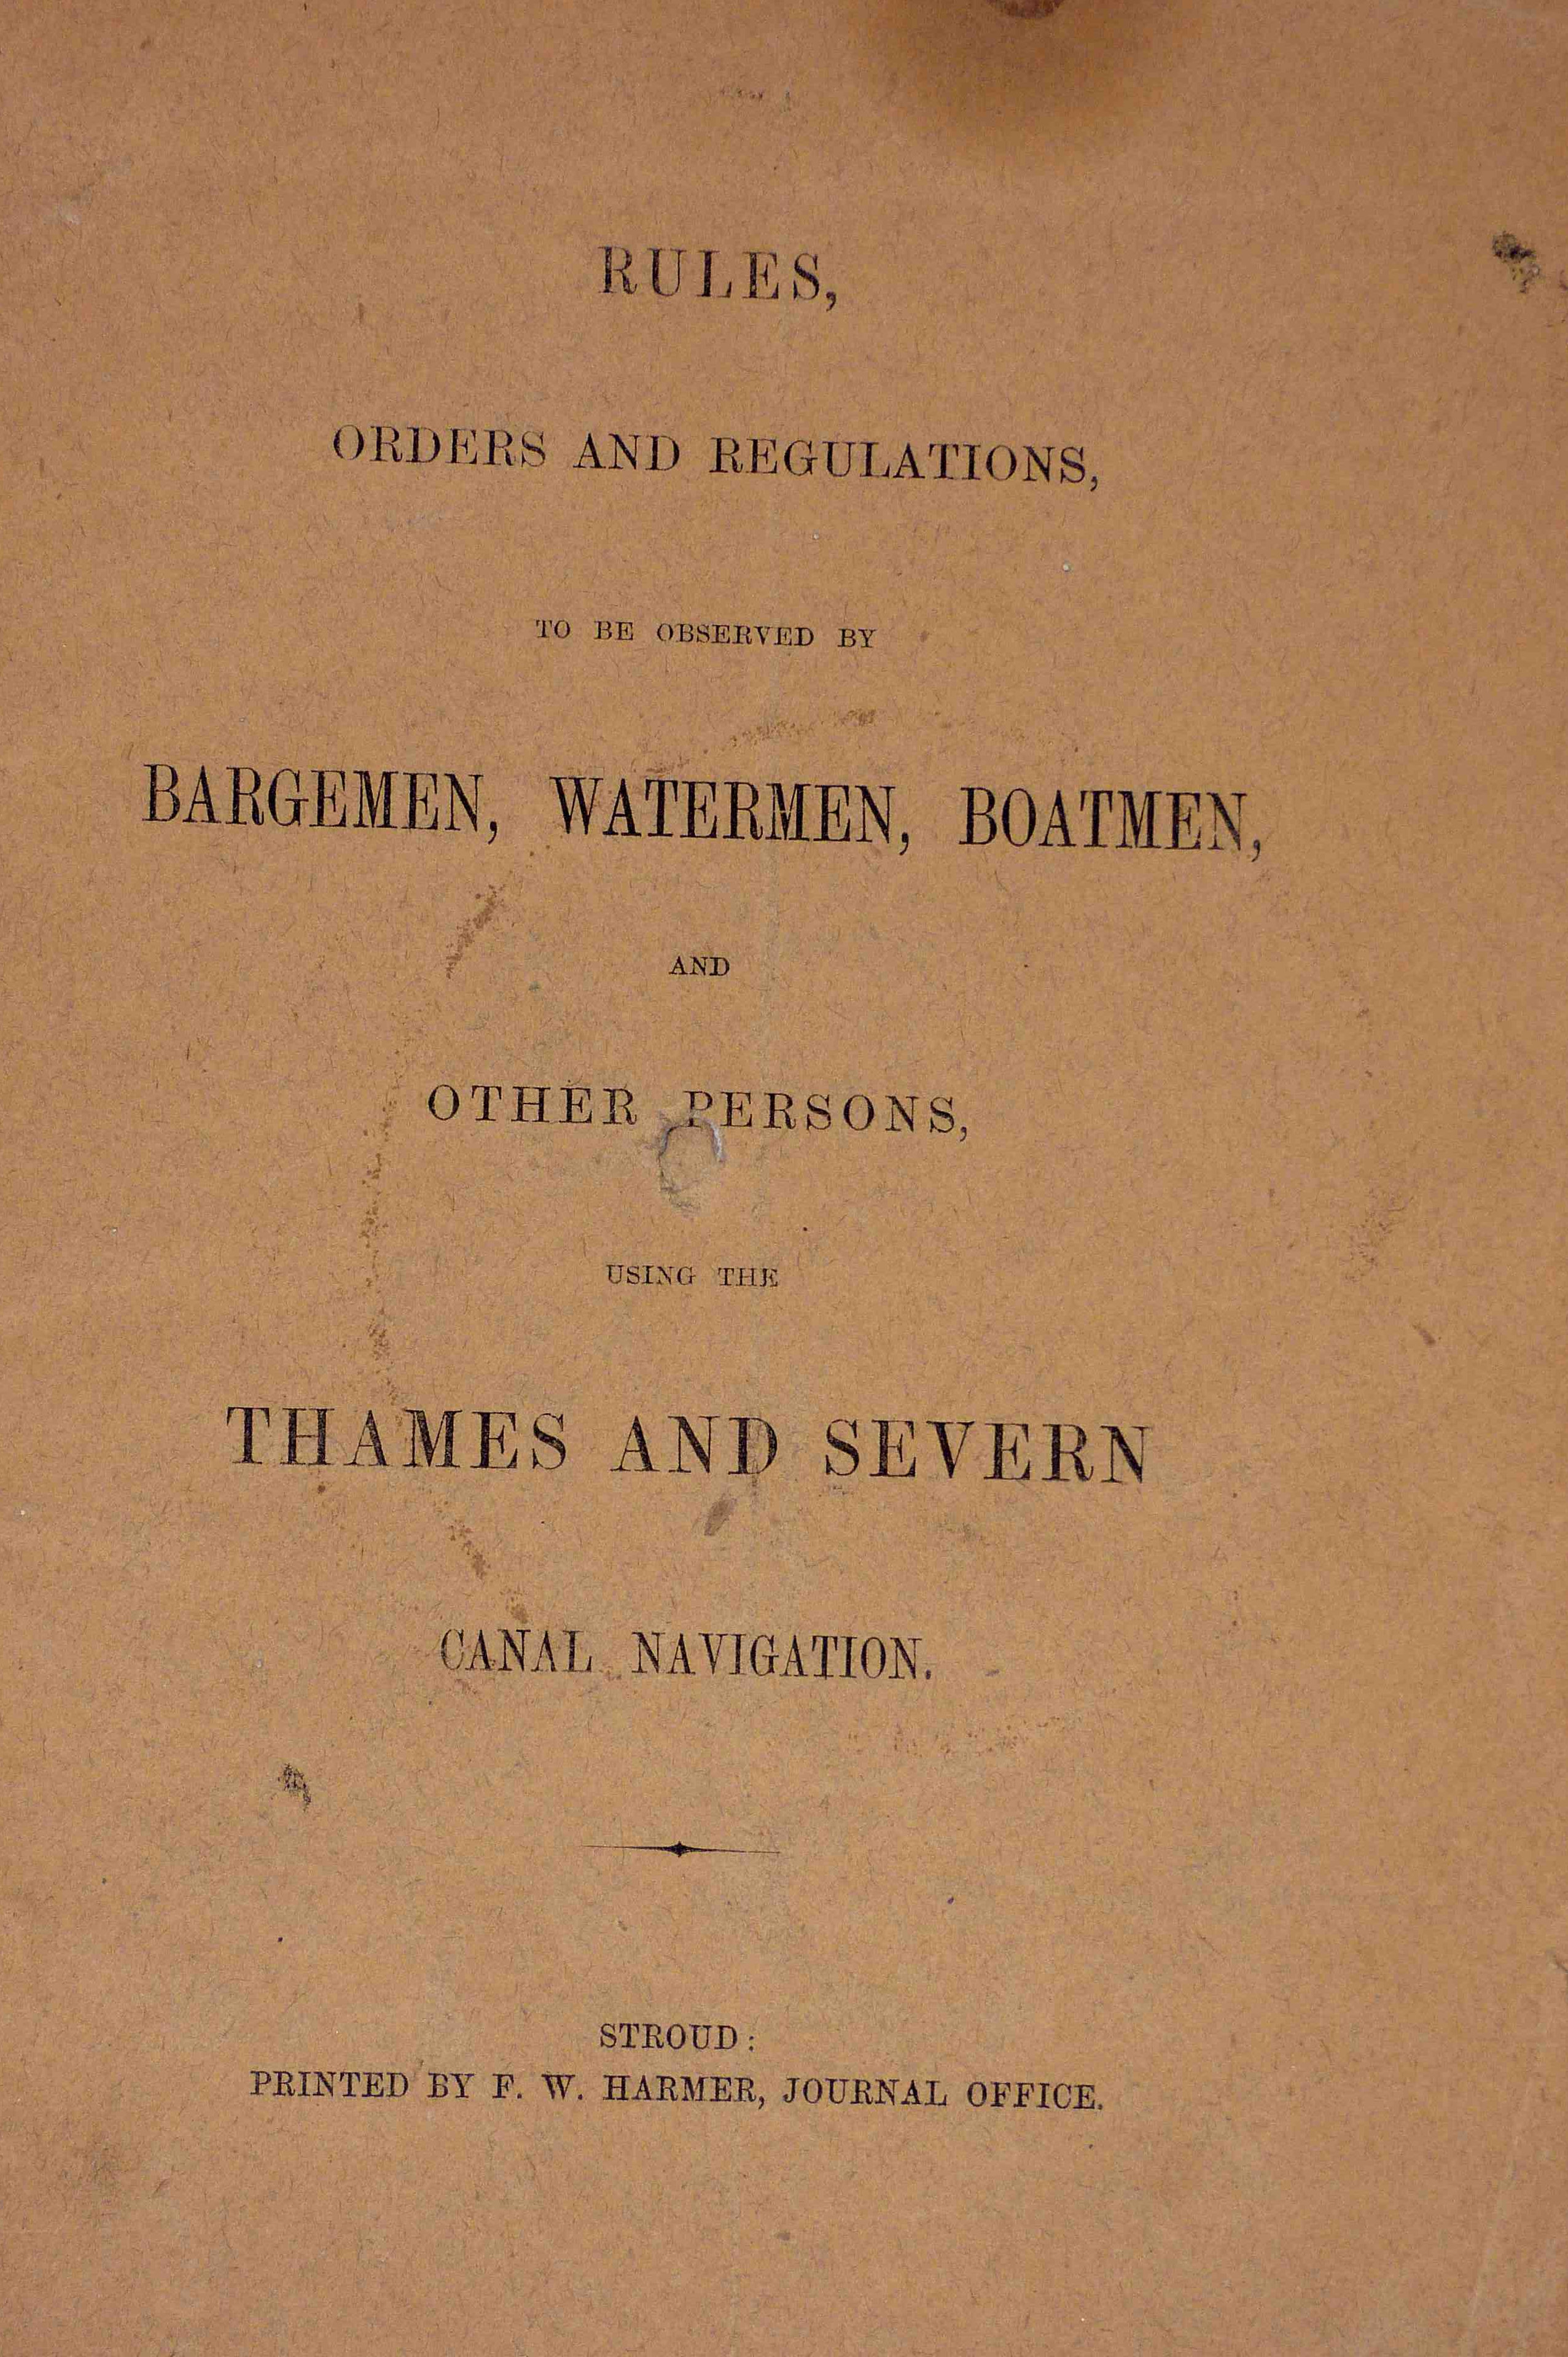 RULES,
ORDERS AND REGULATIONS,
TO BE OBSERVED BY
BARGEMEN, WATERMEN, BOATMEN,
AND
OTHER PERSONS,
USING THE
THAMES AND SEVERN
CANAL NAVIGATION.
STROUD:
PRINTED BY F. W. HARMER, JOURNAL OFFICE.